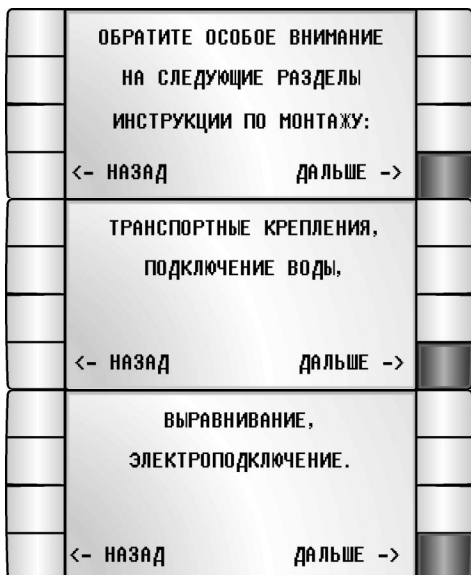 ОБРАТИТЕ ОСОБОЕ ВНИМАНИЕ
НА СЛЕДУЮЩИЕ РАЗДЕЛЫ
ИНСТРУКЦИИ ПО МОНТАЖУ:
<- НАЗАД ДАЛЬШЕ ->
ТРАНСПОРТНЫЕ КРЕПЛЕНИЯ,
ПОДКЛЮЧЕНИЕ ВОДЫ,
<- НАЗАД ДАЛЬШЕ ->
ВЫРАВНИВАНИЕ,
ЭЛЕКТРОПОДКЛЮЧЕНИЕ.
<- НАЗАД ДАЛЬШЕ ->